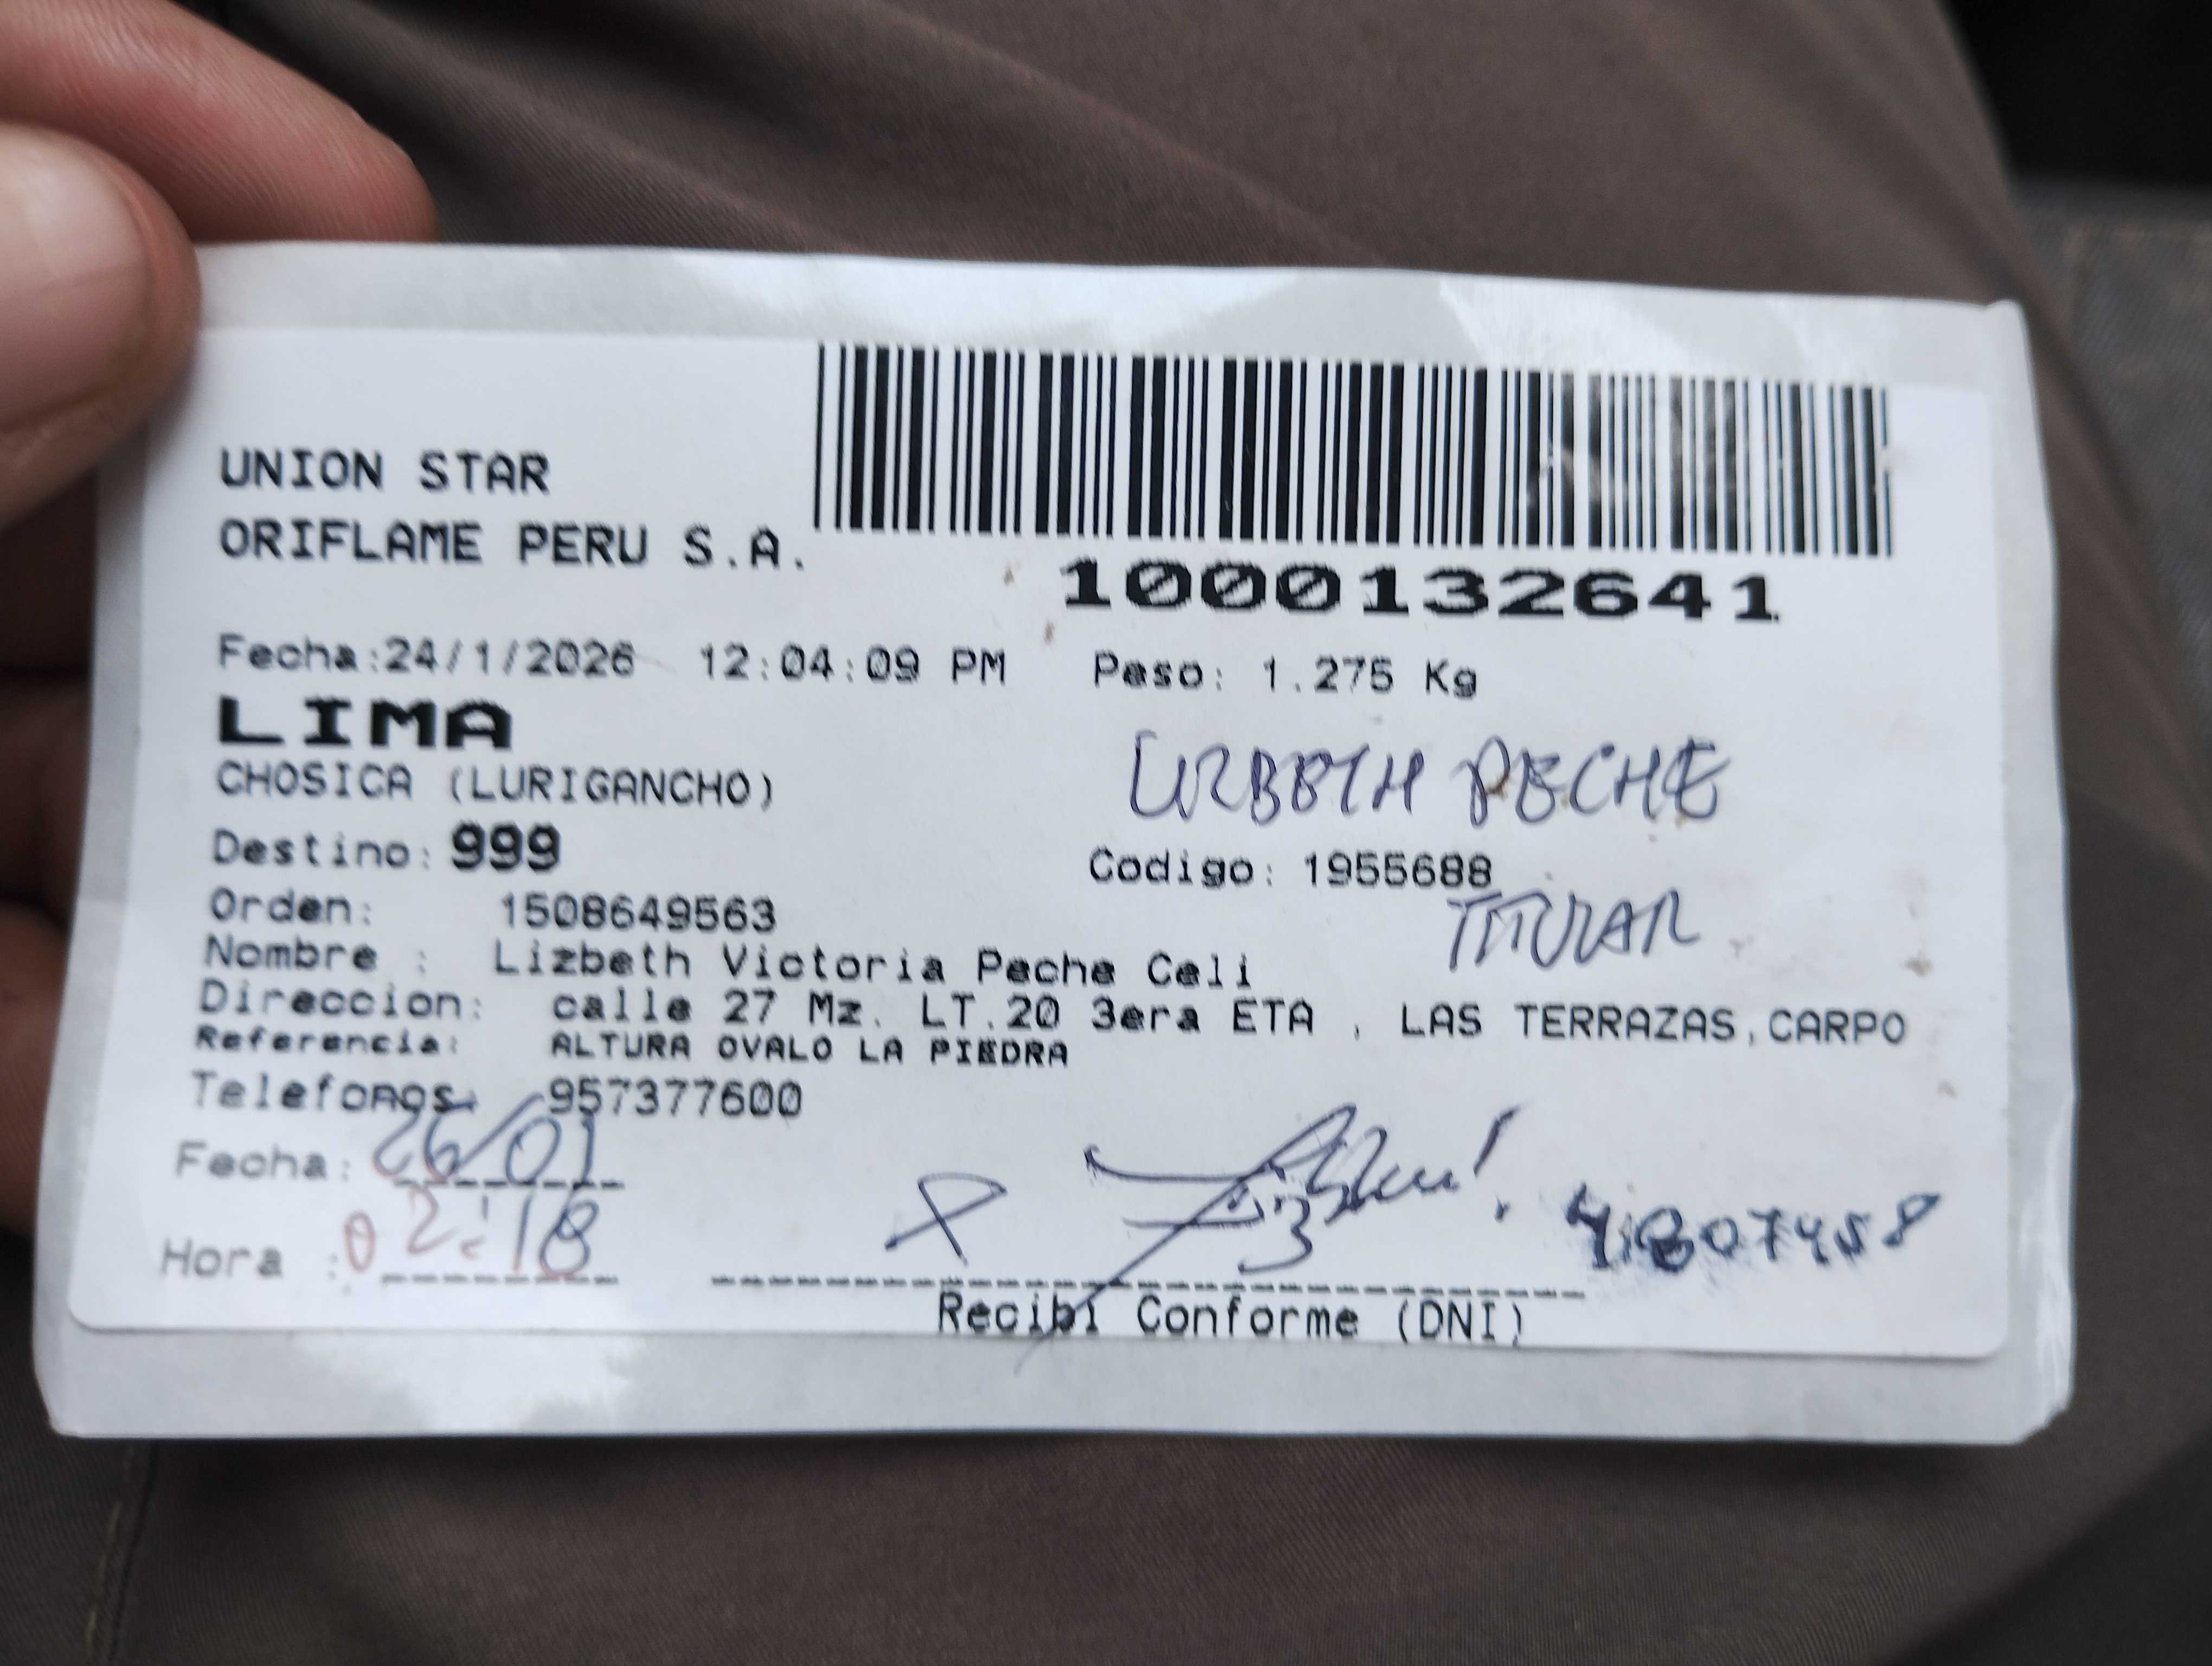 UNION STAR
ORIFLAME PERU S.A.
1000132641
Fecha:24/1/2026 12:04:09 PM Peso: 1.275 Kg
LIMA
CHOSICA (LURIGANCHO)
LIZBETH PECHE
Destino: 999
Codigo: 1955688
Orden: 1508649563
TITULAR
Nombre : Lizbeth Victoria Peche Celi
Direccion: calle 27 Mz. LT.20 3era ETA , LAS TERRAZAS,CARPO
Referencia: ALTURA OVALO LA PIEDRA
Telefonos: 957377600
Fecha: 26/01
Hora : 02:18
Recibi Conforme (DNI)